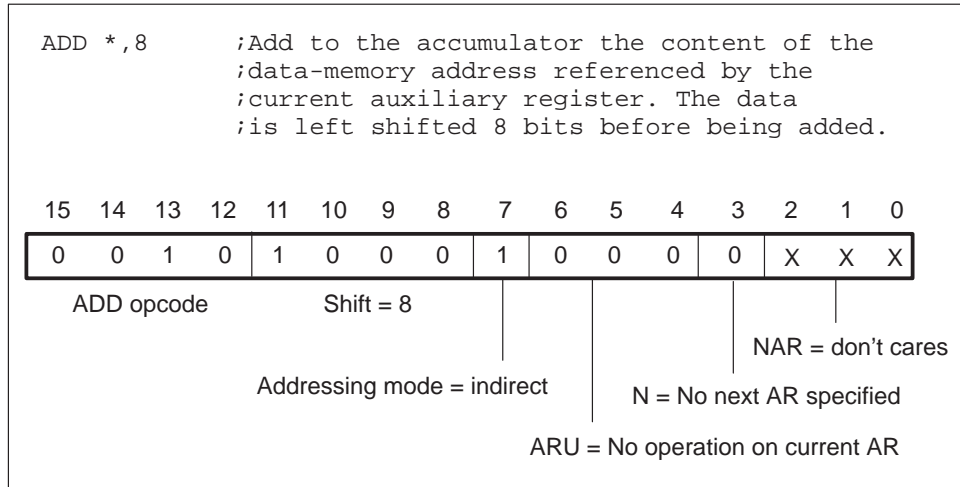 ADD *,8 ;Add to the accumulator the content of the
;data-memory address referenced by the
;current auxiliary register. The data
;is left shifted 8 bits before being added.
15 14 13 12 11 10 9 8 7 6 5 4 3 2 1 0
0 0 1 0 1 0 0 0 1 0 0 0 0 X X X
ADD opcode Shift = 8
NAR = don't cares
Addressing mode = indirect N = No next AR specified
ARU = No operation on current AR